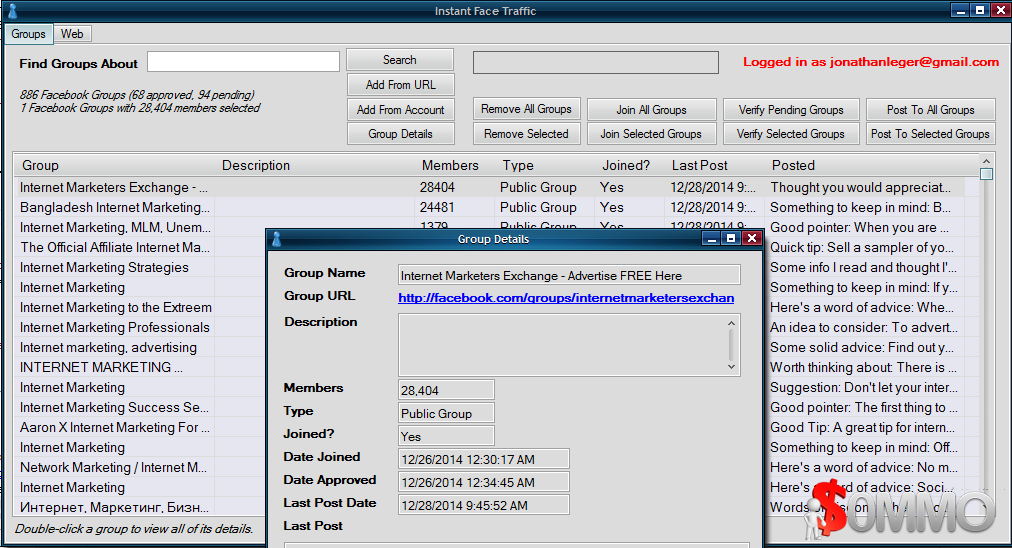 Instant Face Traffic
Groups Web
Find Groups About Search
Logged in as jonathanleger@gmail.com
Add From URL
886 Facebook Groups (68 approved, 94 pending)
1 Facebook Groups with 28,404 members selected
Add From Account Remove All Groups Join All Groups Verify Pending Groups Post To All Groups
Group Details Remove Selected Join Selected Groups Verify Selected Groups Post To Selected Groups
Group Description Members Type Joined? Last Post Posted
Internet Marketers Exchange - ... 28404 Public Group Yes 12/28/2014 9:... Thought you would appreciat...
Bangladesh Internet Marketing... 24481 Public Group Yes 12/28/2014 9:... Something to keep in mind: B...
Internet Marketing, MLM, Unem... 1379 Public Group Yes 12/28/2014 9:... Good pointer: When you are ...
The Official Affiliate Internet Ma... Quick tip: Sell a sampler of yo...
Internet Marketing Strategies Some info I read and thought I'...
Internet Marketing Something to keep in mind: If y...
Internet Marketing to the Extreem Here's a word of advice: Whe...
Internet Marketing Professionals An idea to consider: To advert...
Internet marketing, advertising Some solid advice: Find out y...
INTERNET MARKETING ... Worth thinking about: There is ...
Internet Marketing Suggestion: Don't let your inter...
Internet Marketing Success Se... Good pointer: The first thing to ...
Aaron X Internet Marketing For ... Good Tip: A great tip for intern...
Internet Marketing Something to keep in mind: Off...
Network Marketing / Internet M... Here's a word of advice: No m...
Internet Marketing Here's a word of advice: Soci...
Интернет, Маркетинг, Бизн... Words
Double-click a group to view all of its details.
Group Details
Group Name Internet Marketers Exchange - Advertise FREE Here
Group URL http://facebook.com/groups/internetmarketersexchan
Description
Members 28,404
Type Public Group
Joined? Yes
Date Joined 12/26/2014 12:30:17 AM
Date Approved 12/26/2014 12:34:45 AM
Last Post Date 12/28/2014 9:45:52 AM
Last Post
$OMMO